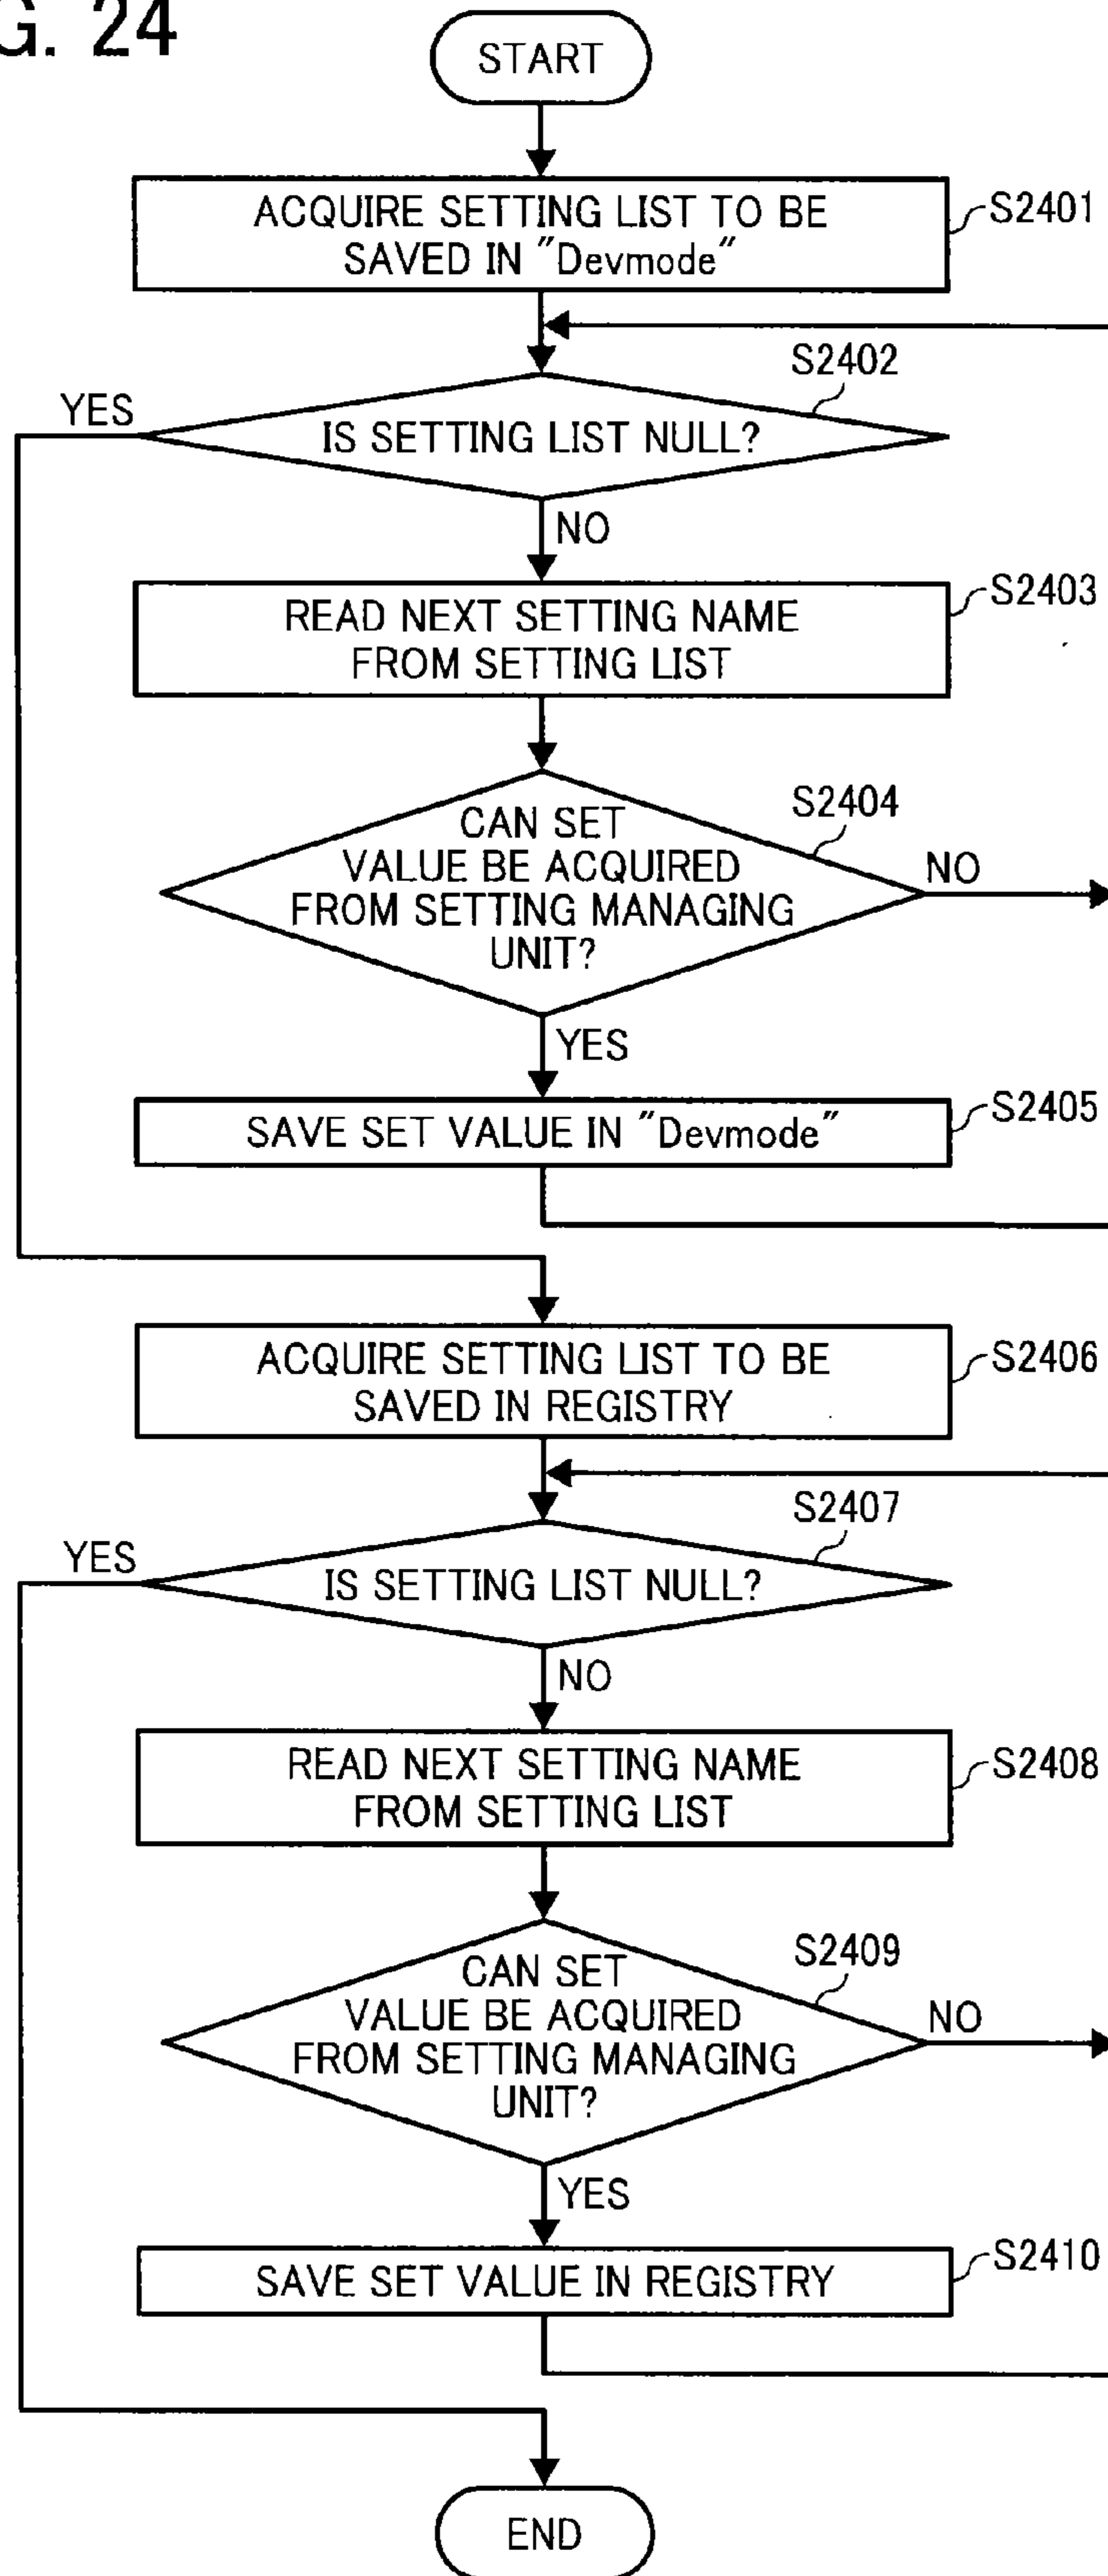 G. 24
START
ACQUIRE SETTING LIST TO BE
SAVED IN "Devmode"
S2401
S2402
YES
IS SETTING LIST NULL?
NO
READ NEXT SETTING NAME
FROM SETTING LIST
S2403
S2404
CAN SET
VALUE BE ACQUIRED
FROM SETTING MANAGING
UNIT?
NO
YES
SAVE SET VALUE IN "Devmode"
S2405
ACQUIRE SETTING LIST TO BE
SAVED IN REGISTRY
S2406
S2407
YES
IS SETTING LIST NULL?
NO
READ NEXT SETTING NAME
FROM SETTING LIST
S2408
S2409
CAN SET
VALUE BE ACQUIRED
FROM SETTING MANAGING
UNIT?
NO
YES
SAVE SET VALUE IN REGISTRY
S2410
END